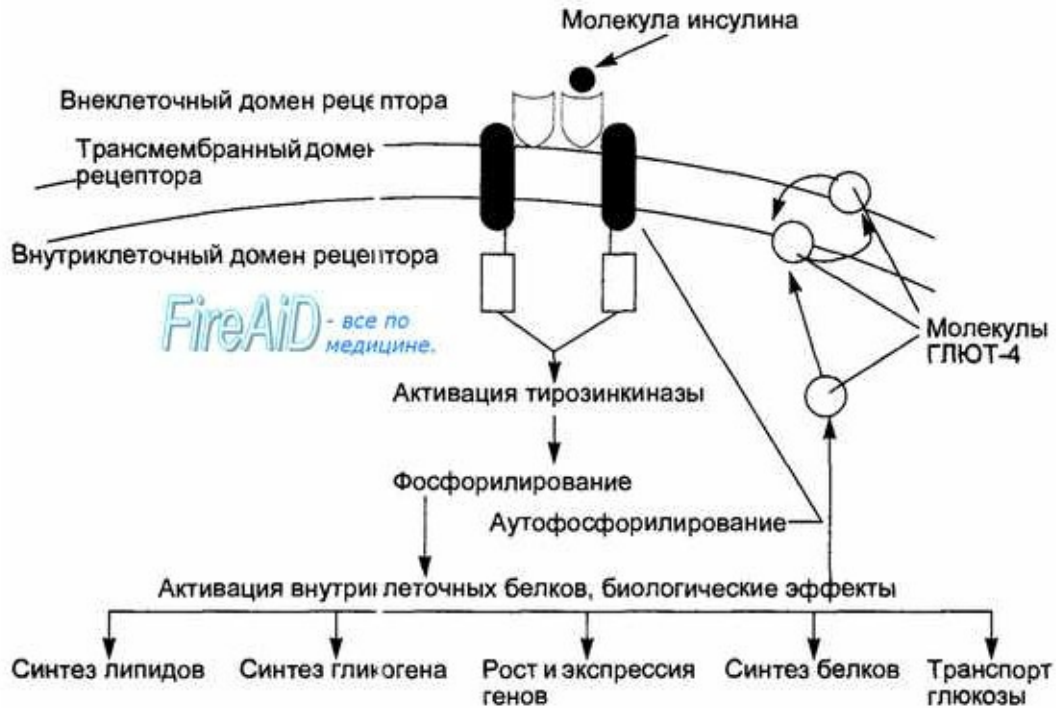 Молекула инсулина
Внеклеточный домен рецептора
Трансмембранный домен
рецептора
Внутриклеточный домен рецептора
FireAiD - все по
медицине.
Молекулы
ГЛЮТ-4
Активация тирозинкиназы
Фосфорилирование
Аутофосфорилирование
Активация внутриклеточных белков, биологические эффекты
Синтез липидов
Синтез гликогена
Рост и экспрессия
генов
Синтез белков
Транспорт
глюкозы